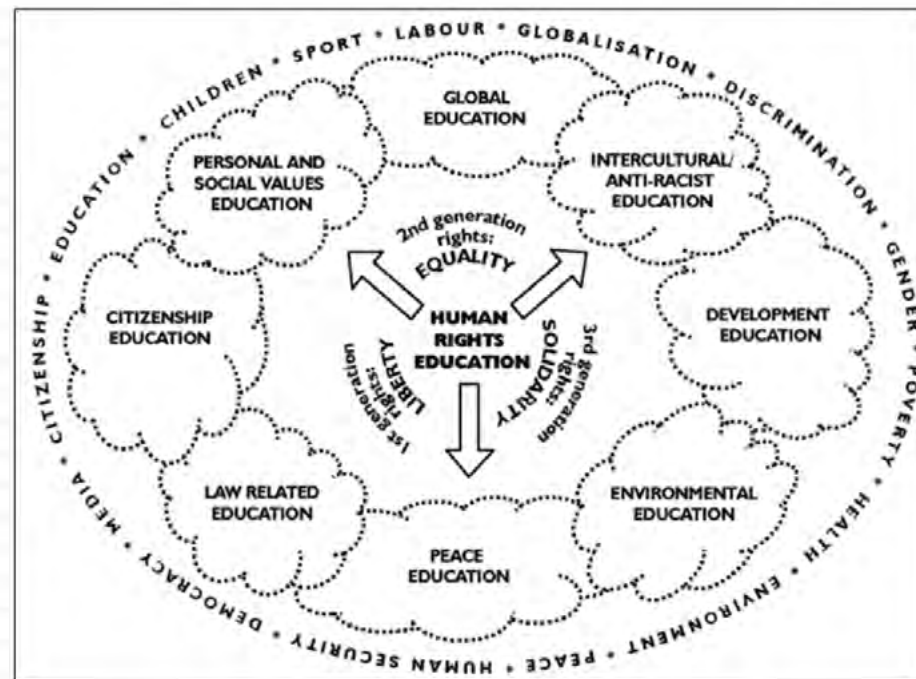 CITIZENSHIP * EDUCATION * CHILDREN * SPORT * LABOUR * GLOBALISATION * DISCRIMINATION * GENDER * POVERTY * HEALTH * ENVIRONMENT * PEACE * HUMAN SECURITY * DEMOCRACY * MEDIA *
GLOBAL
EDUCATION
PERSONAL AND
SOCIAL VALUES
EDUCATION
INTERCULTURAL/
ANTI-RACIST
EDUCATION
2nd generation
rights:
EQUALITY
CITIZENSHIP
EDUCATION
HUMAN
RIGHTS
EDUCATION
DEVELOPMENT
EDUCATION
1st generation
rights:
LIBERTY
3rd generation
rights:
SOLIDARITY
LAW RELATED
EDUCATION
ENVIRONMENTAL
EDUCATION
PEACE
EDUCATION